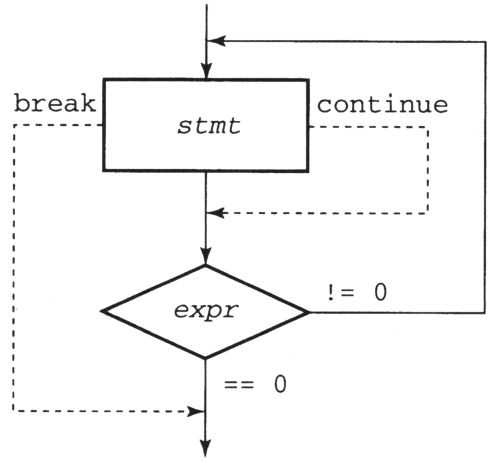 break
continue
stmt
expr
!= 0
== 0